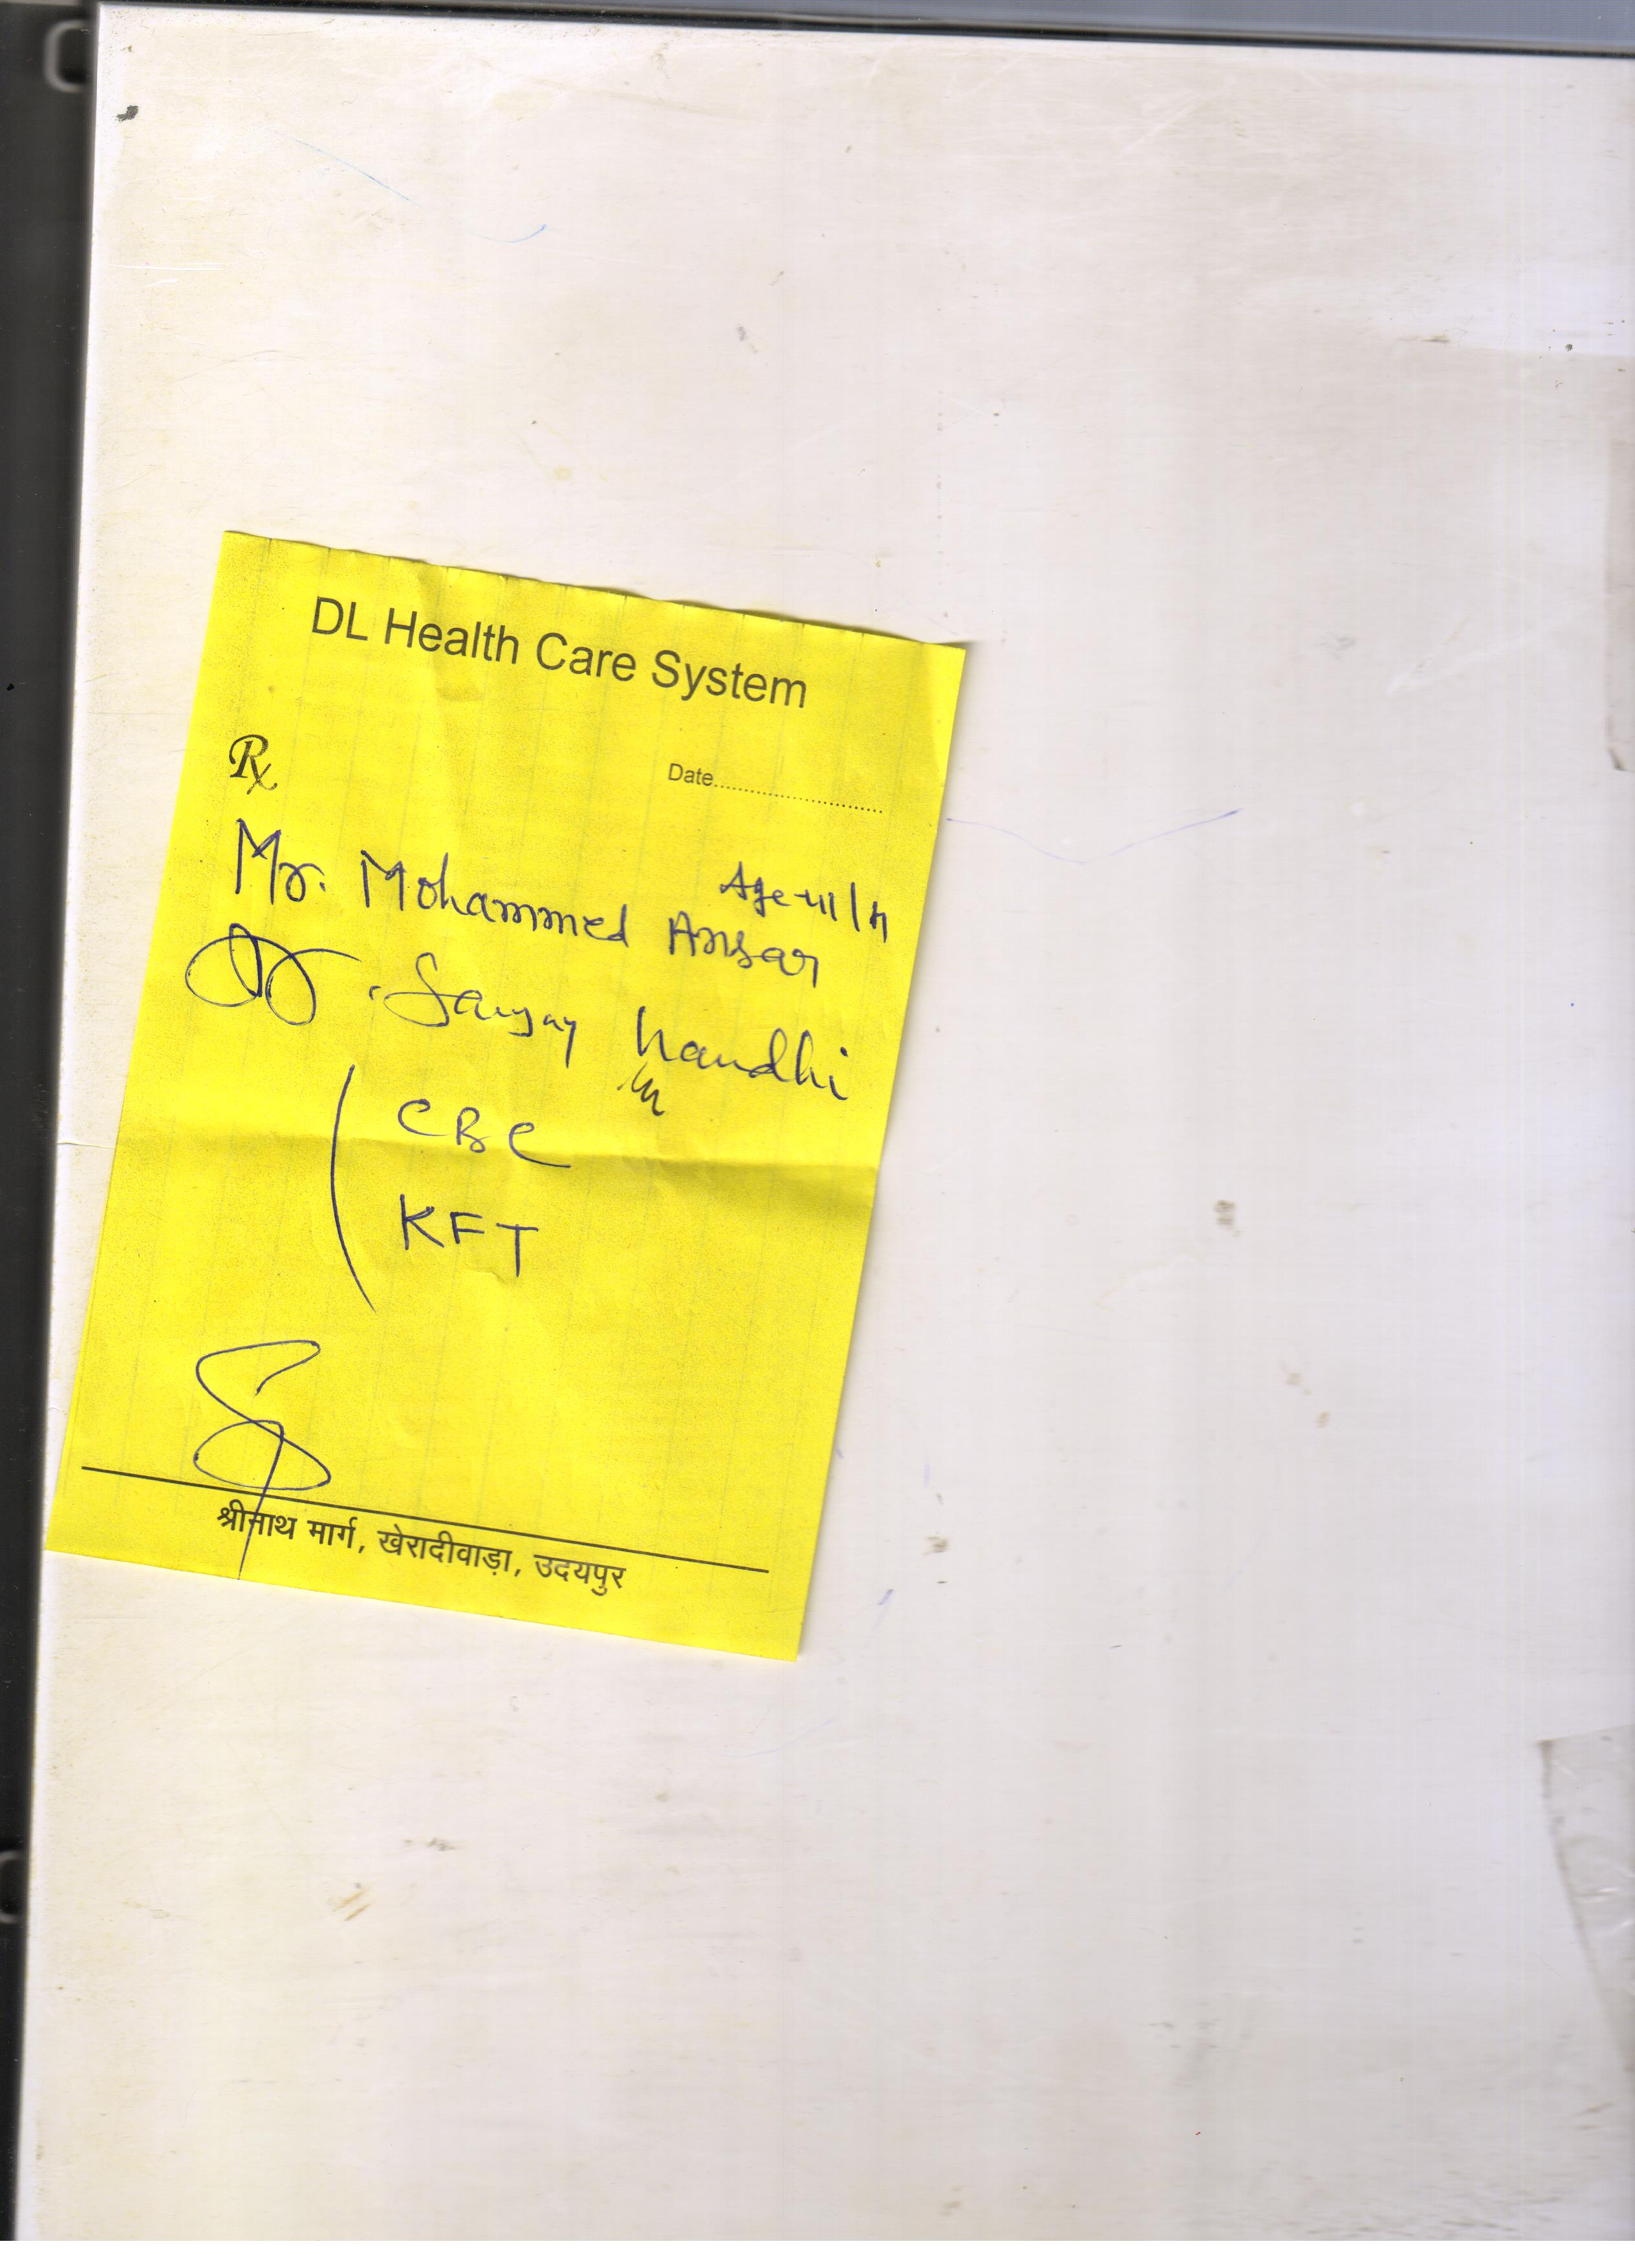 DL Health Care System
Rx
Date
Age - 41/M
Mr. Mohammed Ansar
Dr. Sanjay Gandhi
CBC
KFT
श्रीनाथ मार्ग, खेरादीवाड़ा, उदयपुर